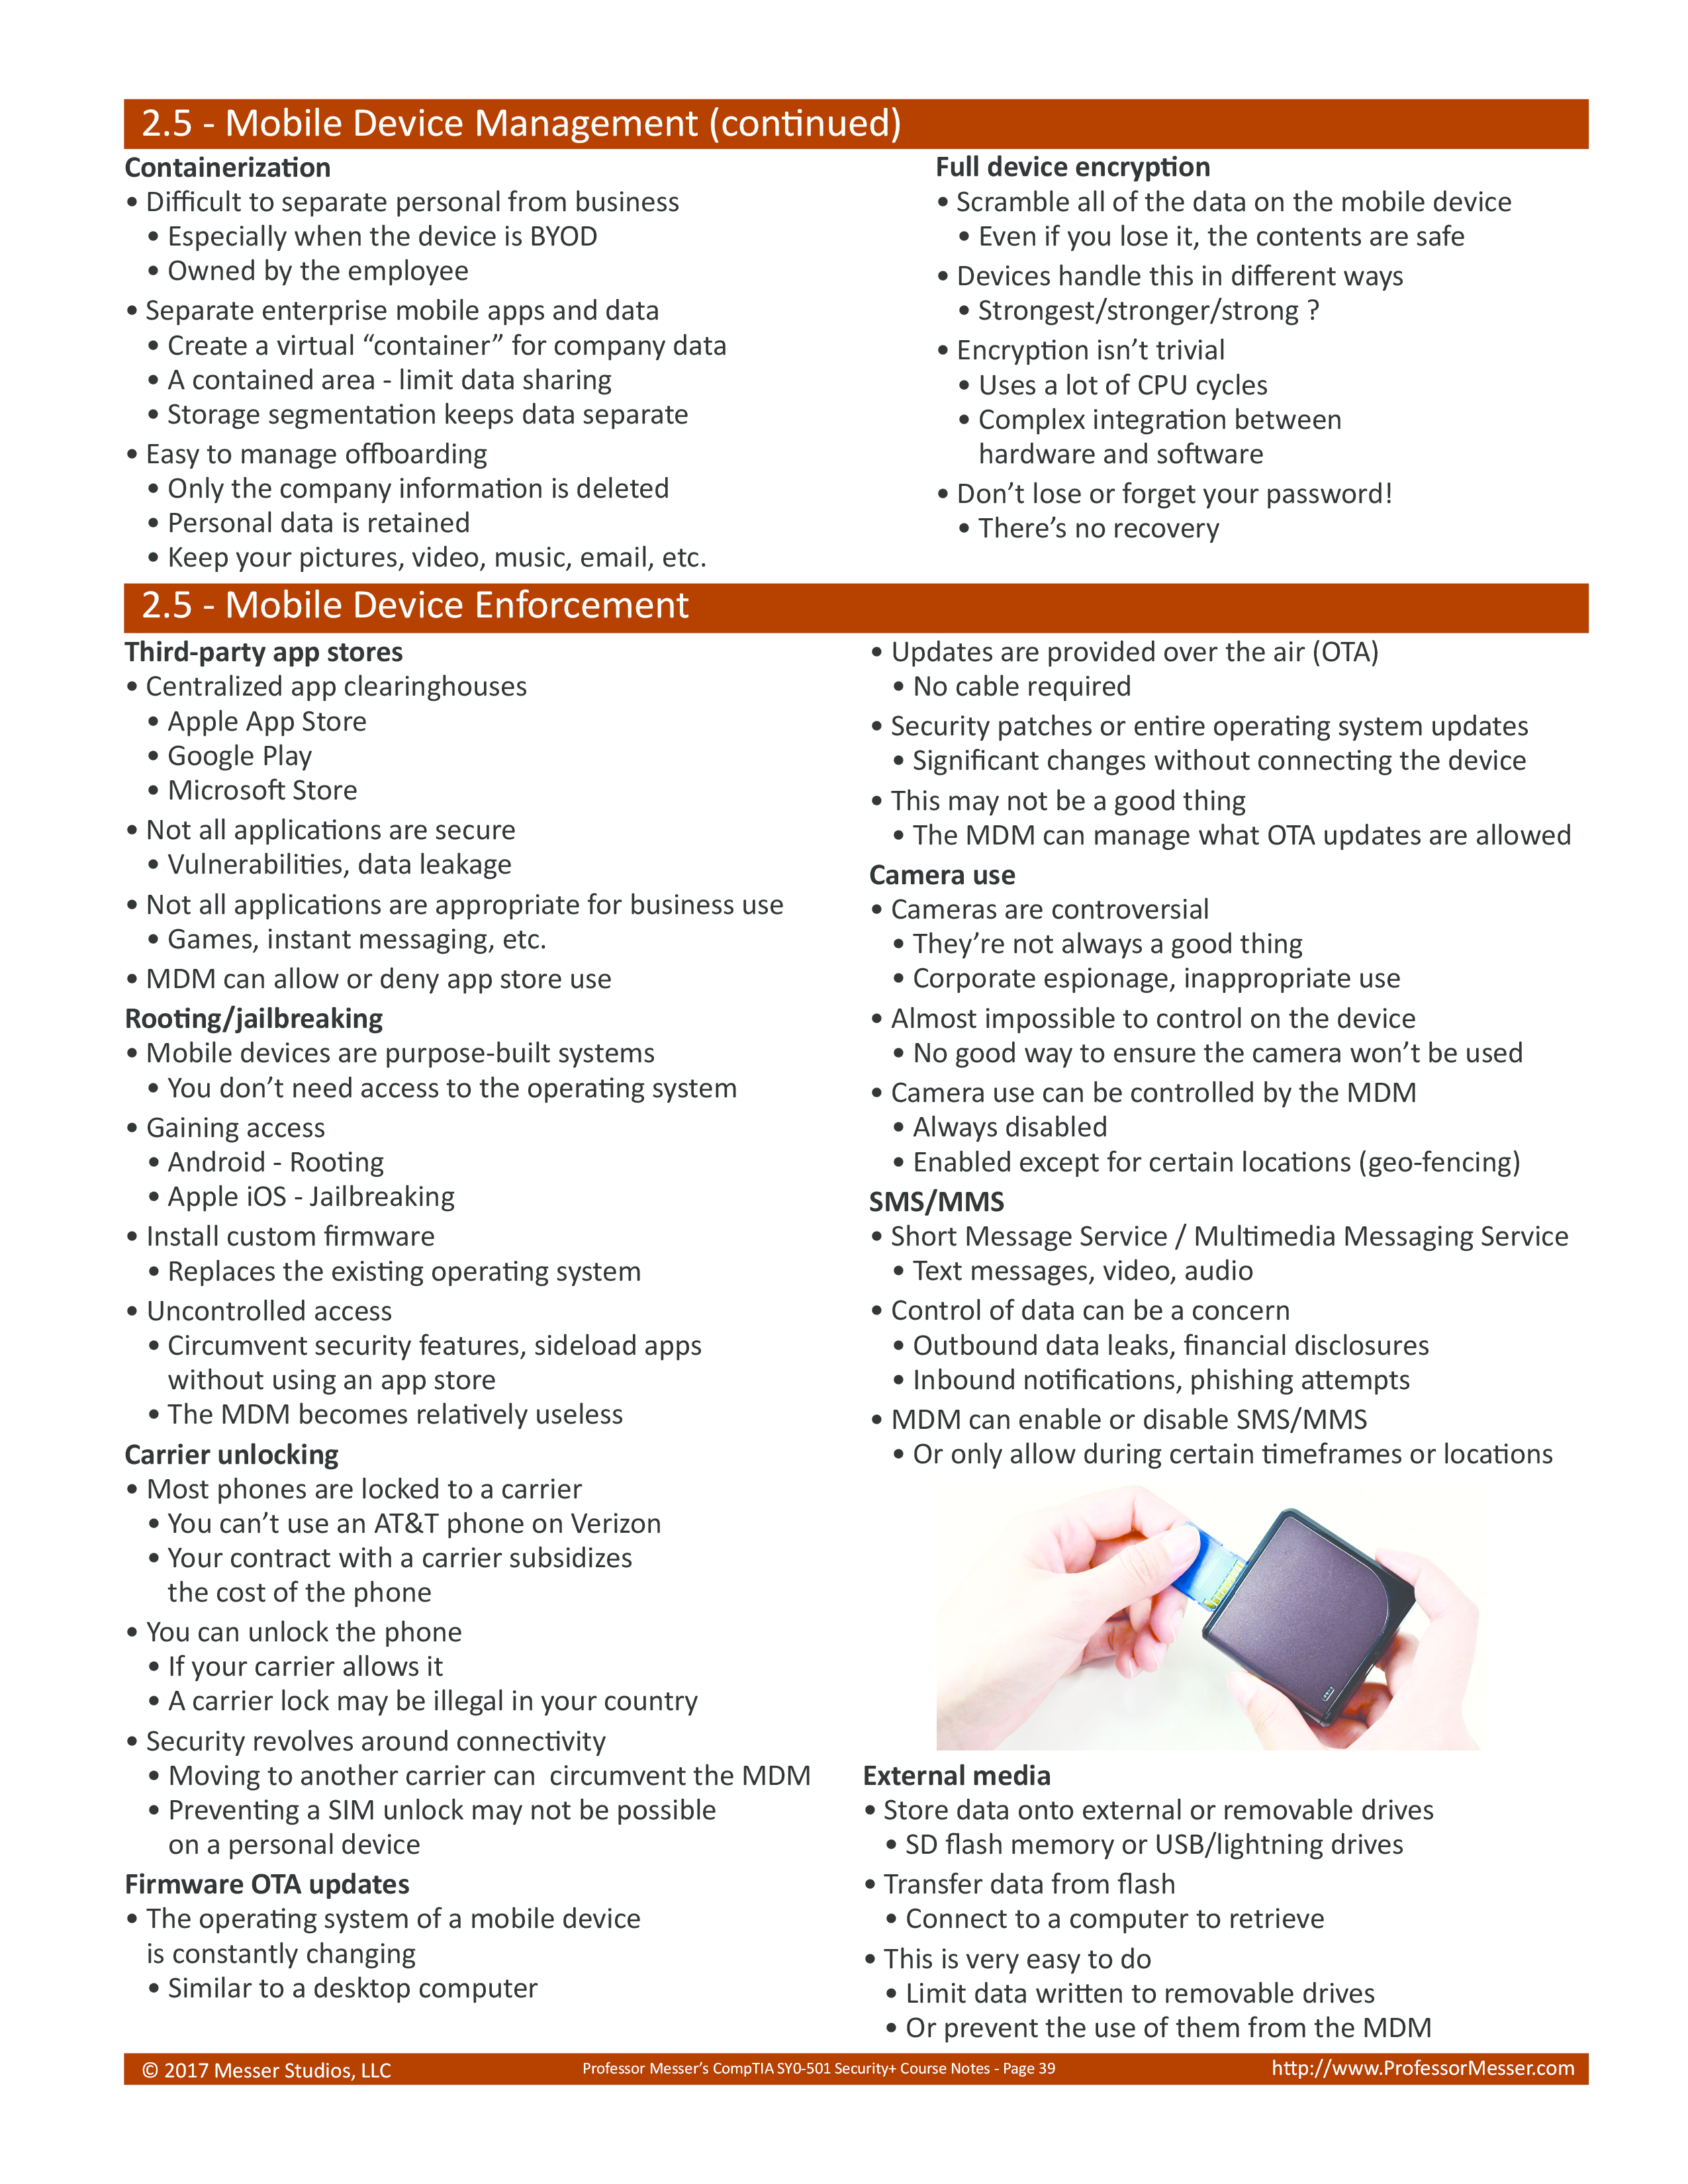 2.5 - Mobile Device Management (continued)
Containerization
• Difficult to separate personal from business
• Especially when the device is BYOD
• Owned by the employee
• Separate enterprise mobile apps and data
• Create a virtual “container” for company data
• A contained area - limit data sharing
• Storage segmentation keeps data separate
• Easy to manage offboarding
• Only the company information is deleted
• Personal data is retained
• Keep your pictures, video, music, email, etc.
Full device encryption
• Scramble all of the data on the mobile device
• Even if you lose it, the contents are safe
• Devices handle this in different ways
• Strongest/stronger/strong ?
• Encryption isn’t trivial
• Uses a lot of CPU cycles
• Complex integration between
hardware and software
• Don’t lose or forget your password!
• There’s no recovery
2.5 - Mobile Device Enforcement
Third-party app stores
• Centralized app clearinghouses
• Apple App Store
• Google Play
• Microsoft Store
• Not all applications are secure
• Vulnerabilities, data leakage
• Not all applications are appropriate for business use
• Games, instant messaging, etc.
• MDM can allow or deny app store use
Rooting/jailbreaking
• Mobile devices are purpose-built systems
• You don’t need access to the operating system
• Gaining access
• Android - Rooting
• Apple iOS - Jailbreaking
• Install custom firmware
• Replaces the existing operating system
• Uncontrolled access
• Circumvent security features, sideload apps
without using an app store
• The MDM becomes relatively useless
Carrier unlocking
• Most phones are locked to a carrier
• You can’t use an AT&T phone on Verizon
• Your contract with a carrier subsidizes
the cost of the phone
• You can unlock the phone
• If your carrier allows it
• A carrier lock may be illegal in your country
• Security revolves around connectivity
• Moving to another carrier can  circumvent the MDM
• Preventing a SIM unlock may not be possible
on a personal device
Firmware OTA updates
• The operating system of a mobile device
is constantly changing
• Similar to a desktop computer
• Updates are provided over the air (OTA)
• No cable required
• Security patches or entire operating system updates
• Significant changes without connecting the device
• This may not be a good thing
• The MDM can manage what OTA updates are allowed
Camera use
• Cameras are controversial
• They’re not always a good thing
• Corporate espionage, inappropriate use
• Almost impossible to control on the device
• No good way to ensure the camera won’t be used
• Camera use can be controlled by the MDM
• Always disabled
• Enabled except for certain locations (geo-fencing)
SMS/MMS
• Short Message Service / Multimedia Messaging Service
• Text messages, video, audio
• Control of data can be a concern
• Outbound data leaks, financial disclosures
• Inbound notifications, phishing attempts
• MDM can enable or disable SMS/MMS
• Or only allow during certain timeframes or locations
External media
• Store data onto external or removable drives
• SD flash memory or USB/lightning drives
• Transfer data from flash
• Connect to a computer to retrieve
• This is very easy to do
• Limit data written to removable drives
• Or prevent the use of them from the MDM
© 2017 Messer Studios, LLC
Professor Messer’s CompTIA SY0-501 Security+ Course Notes - Page 39
http://www.ProfessorMesser.com